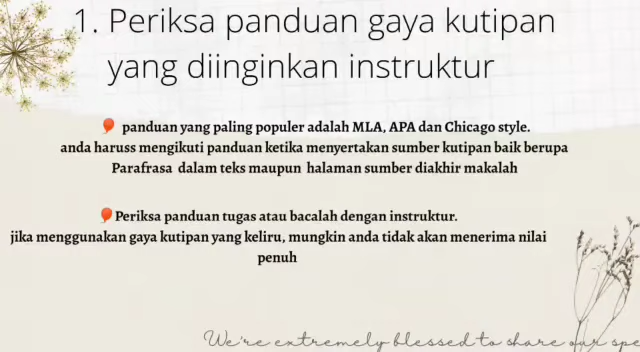 1. Periksa panduan gaya kutipan
yang diinginkan instruktur
panduan yang paling populer adalah MLA, APA dan Chicago style.
anda haruss mengikuti panduan ketika menyertakan sumber kutipan baik berupa
Parafrasa dalam teks maupun halaman sumber diakhir makalah
Periksa panduan tugas atau bacalah dengan instruktur.
jika menggunakan gaya kutipan yang keliru, mungkin anda tidak akan menerima nilai
penuh
We're extremely blessed to share our spe